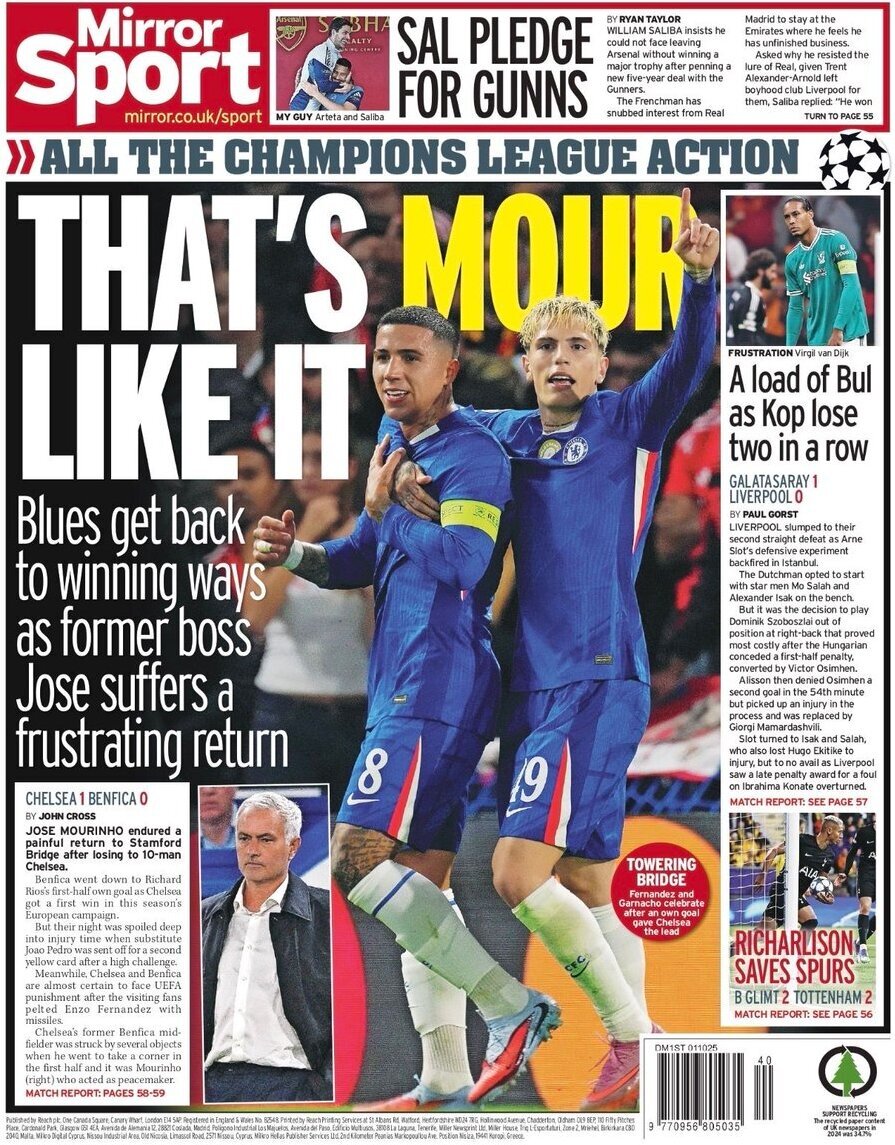 Mirror
Sport
mirror.co.uk/sport
Arsenal
MY GUY Arteta and Saliba
SAL PLEDGE
FOR GUNNS
BY RYAN TAYLOR
WILLIAM SALIBA insists he
could not face leaving
Arsenal without winning a
major trophy after penning a
new five-year deal with the
Gunners.
The Frenchman has
snubbed interest from Real
Madrid to stay at the
Emirates where he feels he
has unfinished business.
Asked why he resisted the
lure of Real, given Trent
Alexander-Arnold left
boyhood club Liverpool for
them, Saliba replied: "He won
TURN TO PAGE 55
ALL THE CHAMPIONS LEAGUE ACTION
THAT'S MOUR
LIKE IT
Blues get back
to winning ways
as former boss
Jose suffers a
frustrating return
CHELSEA 1 BENFICA 0
BY JOHN CROSS
JOSE MOURINHO endured a
painful return to Stamford
Bridge after losing to 10-man
Chelsea.
Benfica went down to Richard
Rios's first-half own goal as Chelsea
got a first win in this season's
European campaign.
But their night was spoiled deep
into injury time when substitute
Joao Pedro was sent off for a second
yellow card after a high challenge.
Meanwhile, Chelsea and Benfica
are almost certain to face UEFA
punishment after the visiting fans
pelted Enzo Fernandez with
missiles.
Chelsea's former Benfica mid-
fielder was struck by several objects
when he went to take a corner in
the first half and it was Mourinho
(right) who acted as peacemaker.
MATCH REPORT: PAGES 58-59
8
49
CFC
TOWERING
BRIDGE
Fernandez and
Garnacho celebrate
after an own goal
gave Chelsea
the lead
FRUSTRATION Virgil van Dijk
A load of Bul
as Kop lose
two in a row
GALATASARAY 1
LIVERPOOL 0
BY PAUL GORST
LIVERPOOL slumped to their
second straight defeat as Arne
Slot's defensive experiment
backfired in Istanbul.
The Dutchman opted to start
with star men Mo Salah and
Alexander Isak on the bench.
But it was the decision to play
Dominik Szoboszlai out of
position at right-back that proved
most costly after the Hungarian
conceded a first-half penalty,
converted by Victor Osimhen.
Alisson then denied Osimhen a
second goal in the 54th minute
but picked up an injury in the
process and was replaced by
Giorgi Mamardashvili.
Slot turned to Isak and Salah,
who also lost Hugo Ekitike to
injury, but to no avail as Liverpool
saw a late penalty award for a foul
on Ibrahima Konate overturned.
MATCH REPORT: SEE PAGE 57
AIA
RICHARLISON
SAVES SPURS
B GLIMT 2 TOTTENHAM 2
MATCH REPORT: SEE PAGE 56
DM1ST 011025
40
9 770956 805035
NEWSPAPERS
SUPPORT RECYCLING
The recycled paper content
of UK newspapers in
2024 was 34.7%